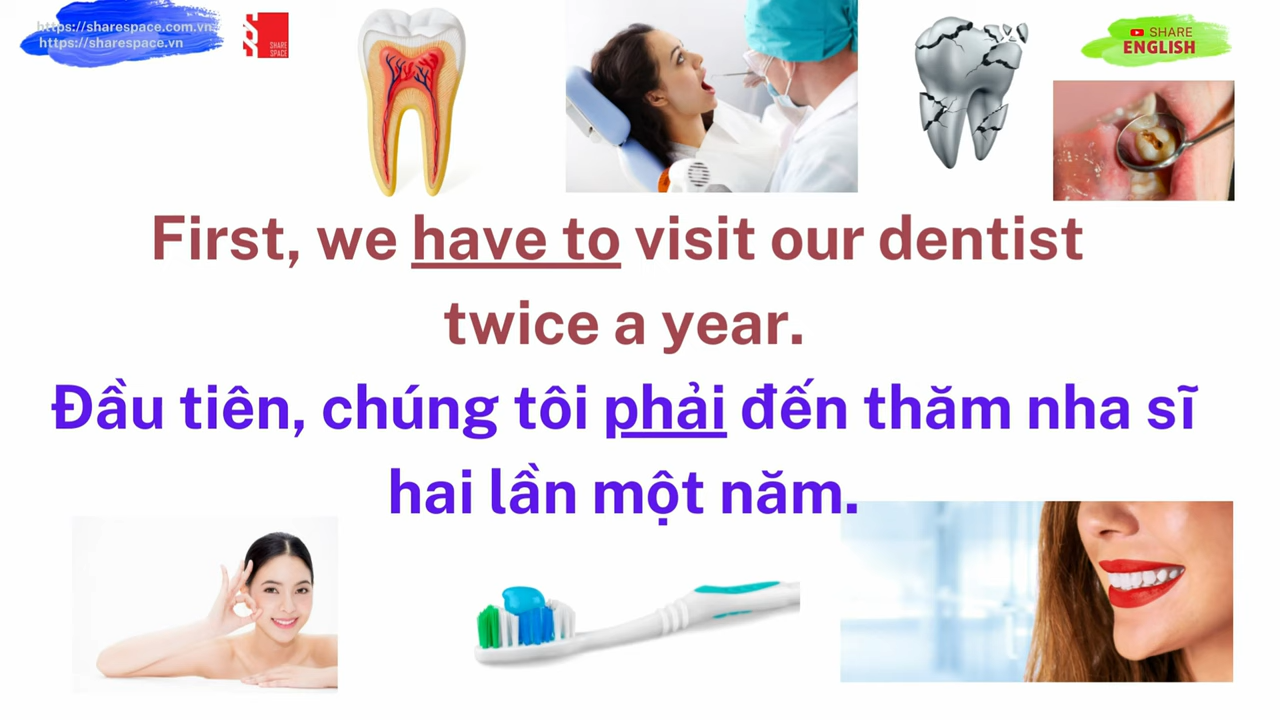 https://sharespace.com.vn
https://sharespace.vn
SHARE
SPACE
SHARE
ENGLISH
First, we have to visit our dentist
twice a year.
Đầu tiên, chúng tôi phải đến thăm nha sĩ
hai lần một năm.